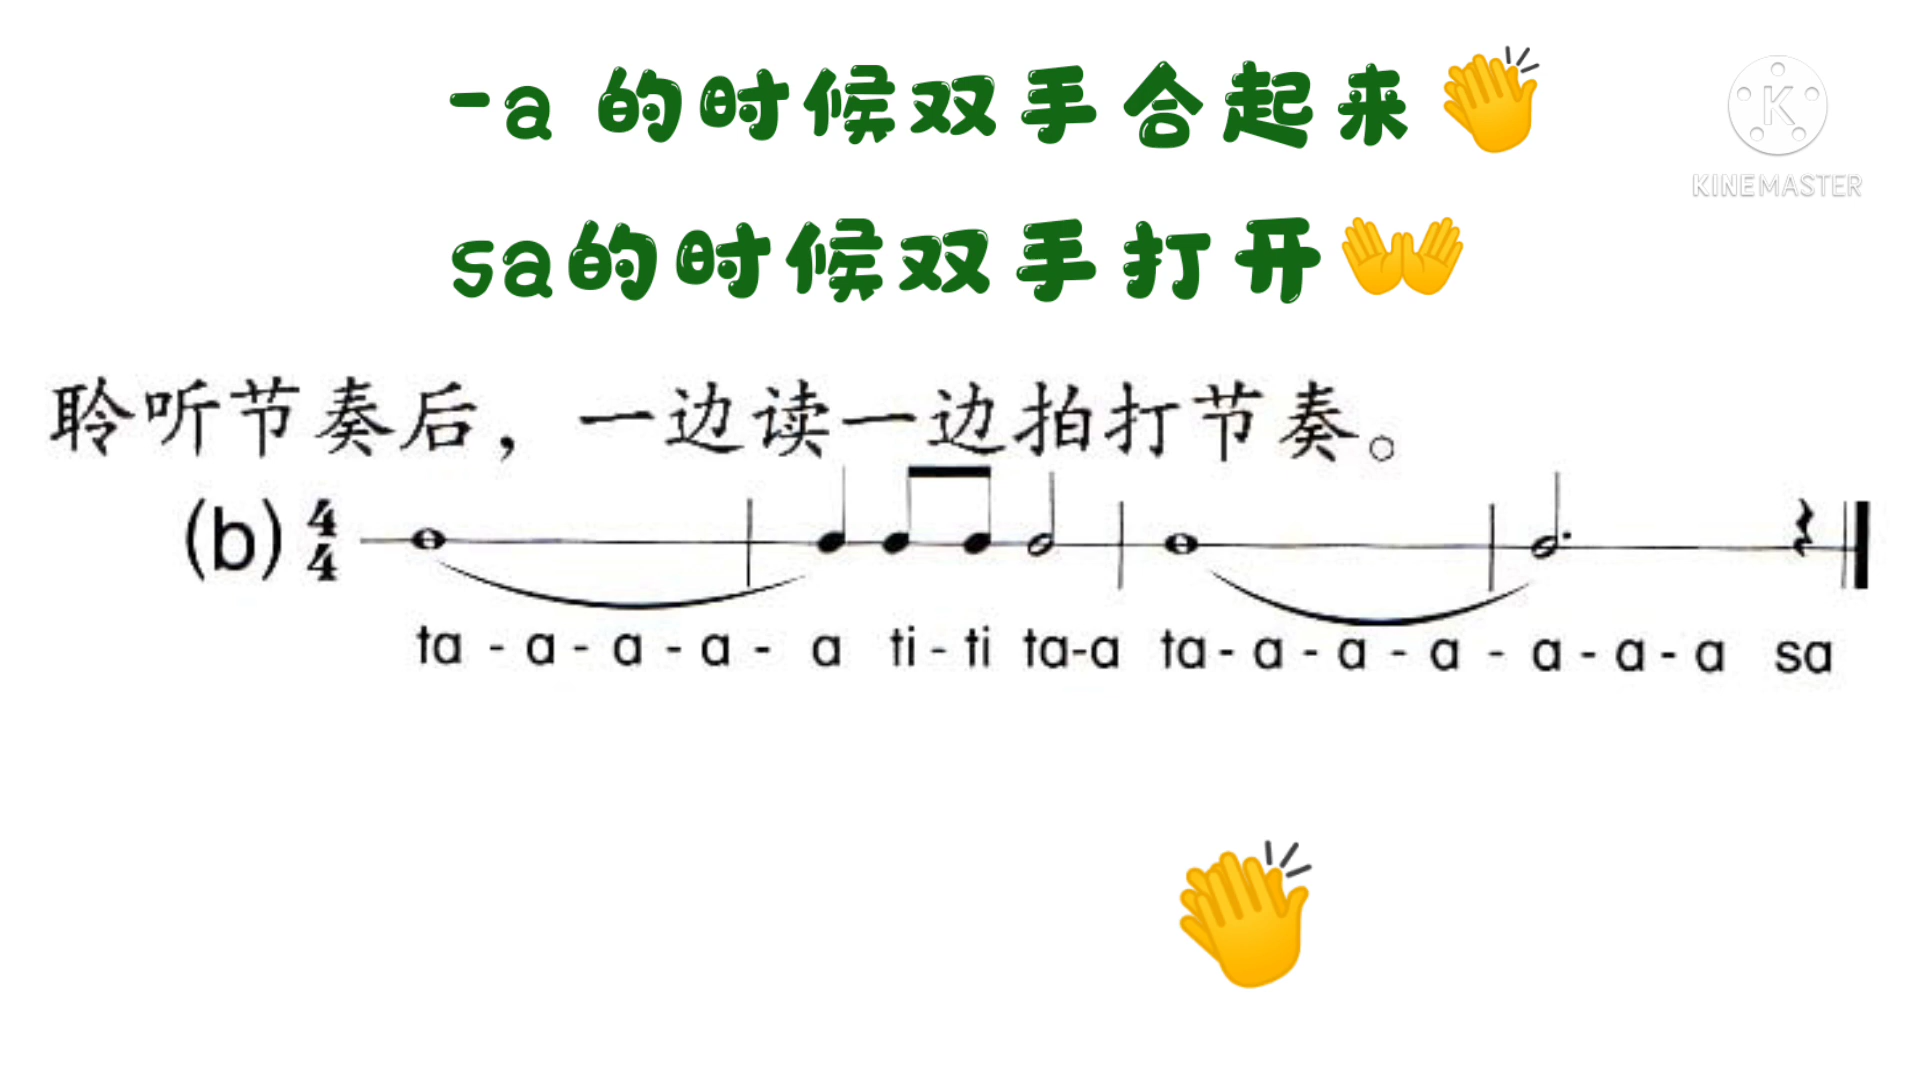 -a 的时候双手合起来👏
KINEMASTER
sa的时候双手打开👐
聆听节奏后，一边读一边拍打节奏。
(b) 4/4
ta - a - a - a - a ti - ti ta-a ta - a - a - a - a - a - a sa